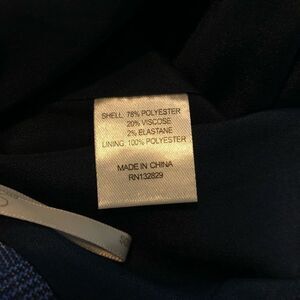 SHELL: 78% POLYESTER
20% VISCOSE
2% ELASTANE
LINING: 100% POLYESTER
MADE IN CHINA
RN132829